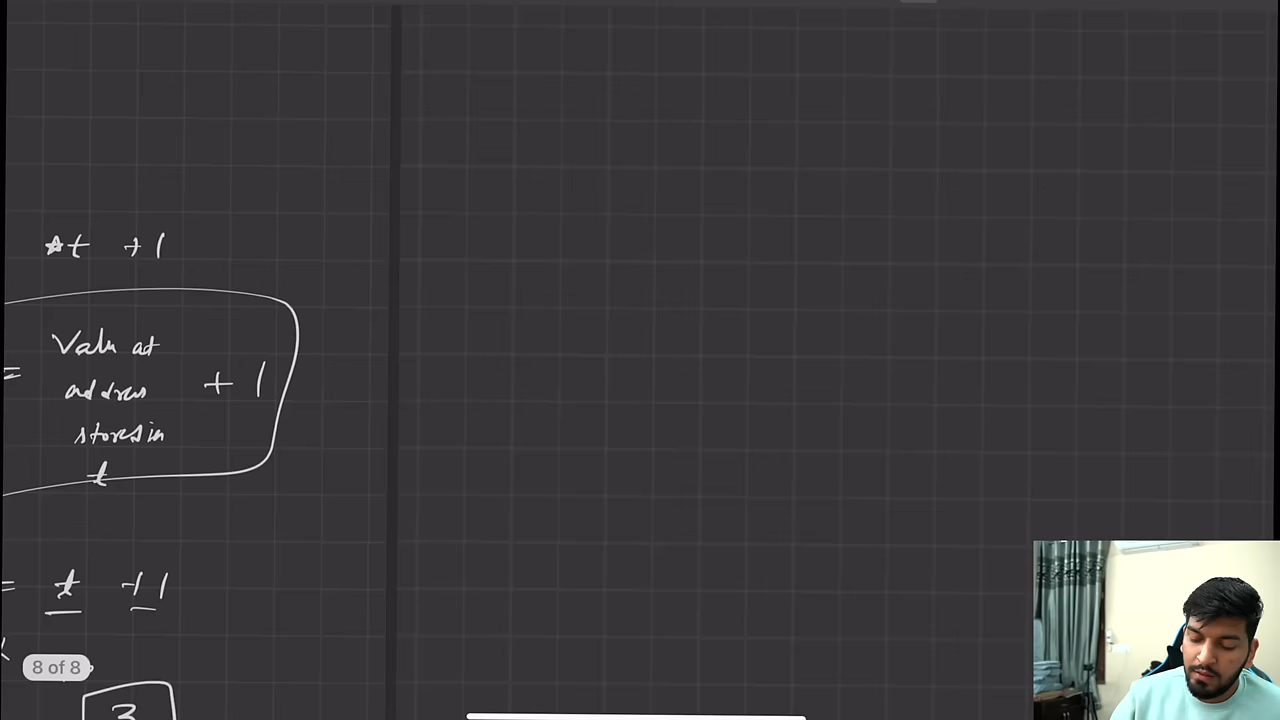 *t + 1
Valu at
= address + 1
stores in
t
= t + 1
8 of 8
3